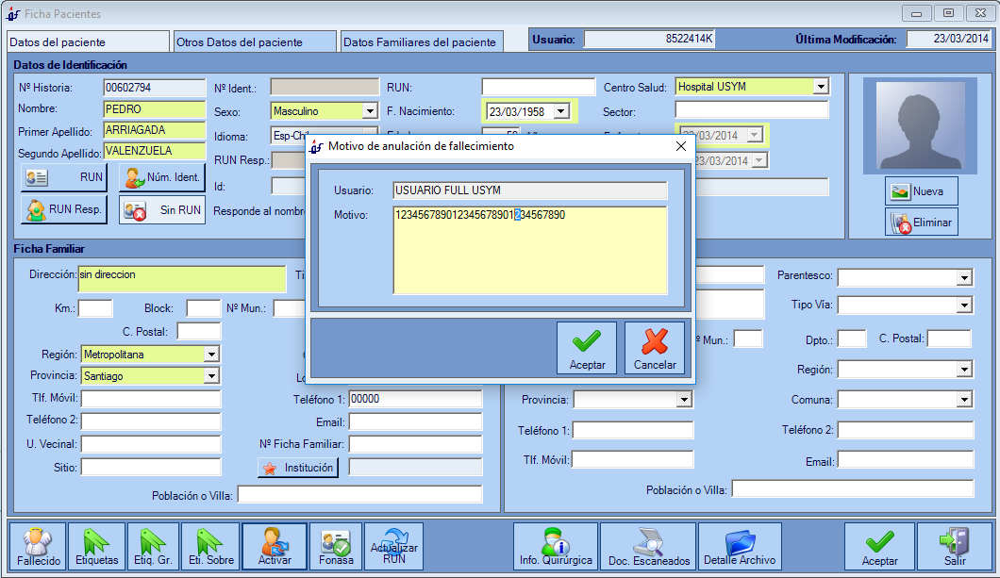 Ficha Pacientes
Datos del paciente
Otros Datos del paciente
Datos Familiares del paciente
Usuario: 8522414K
Última Modificación: 23/03/2014
Datos de Identificación
Nº Historia: 00602794
Nº Ident.:
RUN:
Centro Salud: Hospital USYM
Nombre: PEDRO
Sexo: Masculino
F. Nacimiento: 23/03/1958
Sector:
Primer Apellido: ARRIAGADA
Idioma: Esp-Chil
23/03/2014
Segundo Apellido: VALENZUELA
RUN Resp.:
23/03/2014
RUN
Núm. Ident.
Id:
RUN Resp.
Sin RUN
Responde al nombre
Nueva
Eliminar
Motivo de anulación de fallecimiento
Usuario: USUARIO FULL USYM
Motivo: 123456789012345678901234567890
Aceptar
Cancelar
Ficha Familiar
Dirección: sin direccion
Parentesco:
Km.:
Block:
Nº Mun.:
Tipo Vía:
C. Postal:
Nº Mun.:
Dpto.:
C. Postal:
Región: Metropolitana
Región:
Provincia: Santiago
Tlf. Móvil:
Teléfono 1: 00000
Provincia:
Comuna:
Teléfono 2:
Email:
Teléfono 1:
Teléfono 2:
U. Vecinal:
Nº Ficha Familiar:
Tlf. Móvil:
Email:
Sitio:
Institución
Población o Villa:
Población o Villa:
Fallecido
Etiquetas
Etiq. Gr.
Eti. Sobre
Activar
Fonasa
Actualizar
RUN
Info. Quirúrgica
Doc. Escaneados
Detalle Archivo
Aceptar
Salir